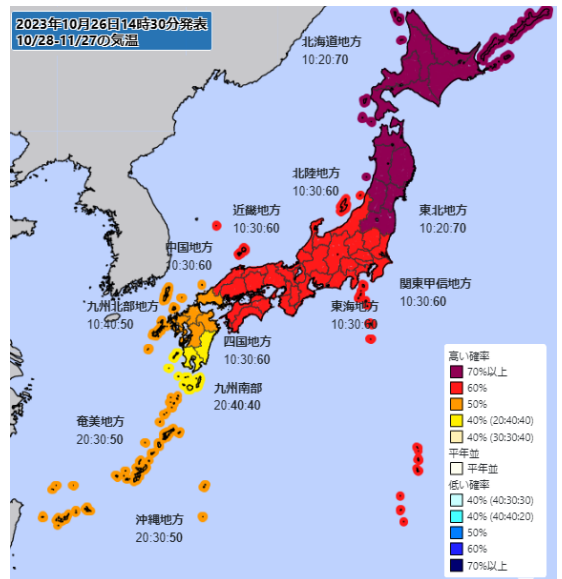 2023年10月26日14時30分発表
10/28-11/27の気温
北海道地方
10:20:70
北陸地方
10:30:60
東北地方
10:20:70
近畿地方
10:30:60
中国地方
10:30:60
関東甲信地方
10:30:60
九州北部地方
10:40:50
東海地方
10:30:60
四国地方
10:30:60
九州南部
20:40:40
奄美地方
20:30:50
沖縄地方
20:30:50
高い確率
70%以上
60%
50%
40% (20:40:40)
40% (30:30:40)
平年並
平年並
低い確率
40% (40:30:30)
40% (40:40:20)
50%
60%
70%以上